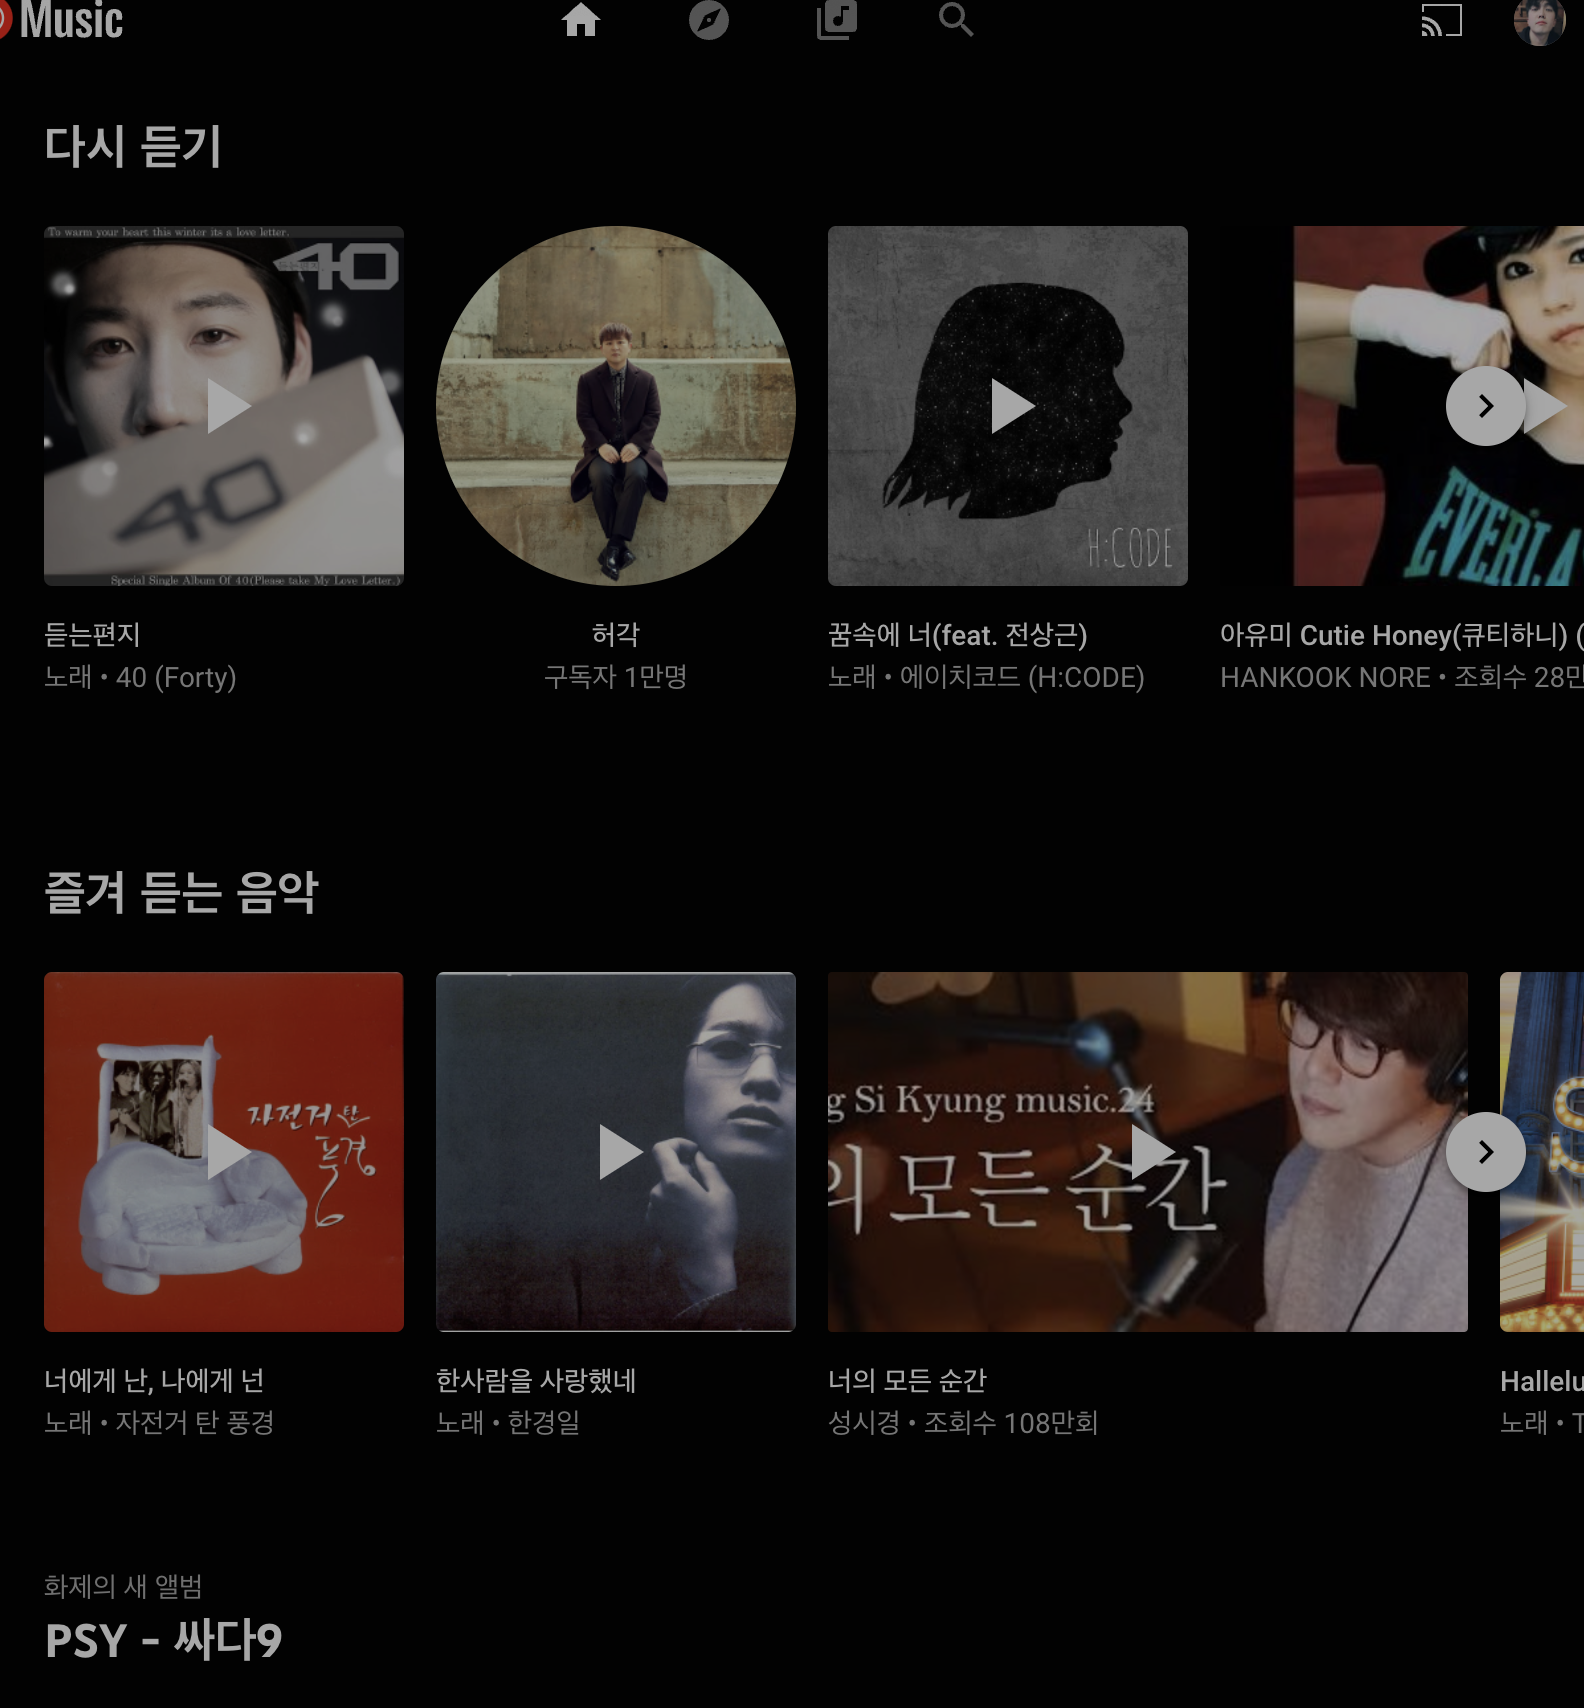 Music
다시 듣기
To warm your heart this winter its a love letter.
40
40
Special Single Album Of 40(Please take My Love Letter.)
H:CODE
EVERLA
듣는편지
노래 • 40 (Forty)
허각
구독자 1만명
꿈속에 너(feat. 전상근)
노래 • 에이치코드 (H:CODE)
아유미 Cutie Honey(큐티하니) (
HANKOOK NORE • 조회수 28만
즐겨 듣는 음악
자전거 탄
풍경
g Si Kyung music.24
의 모든 순간
너에게 난, 나에게 넌
노래 • 자전거 탄 풍경
한사람을 사랑했네
노래 • 한경일
너의 모든 순간
성시경 • 조회수 108만회
Hallelu
노래 • T
화제의 새 앨범
PSY - 싸다9